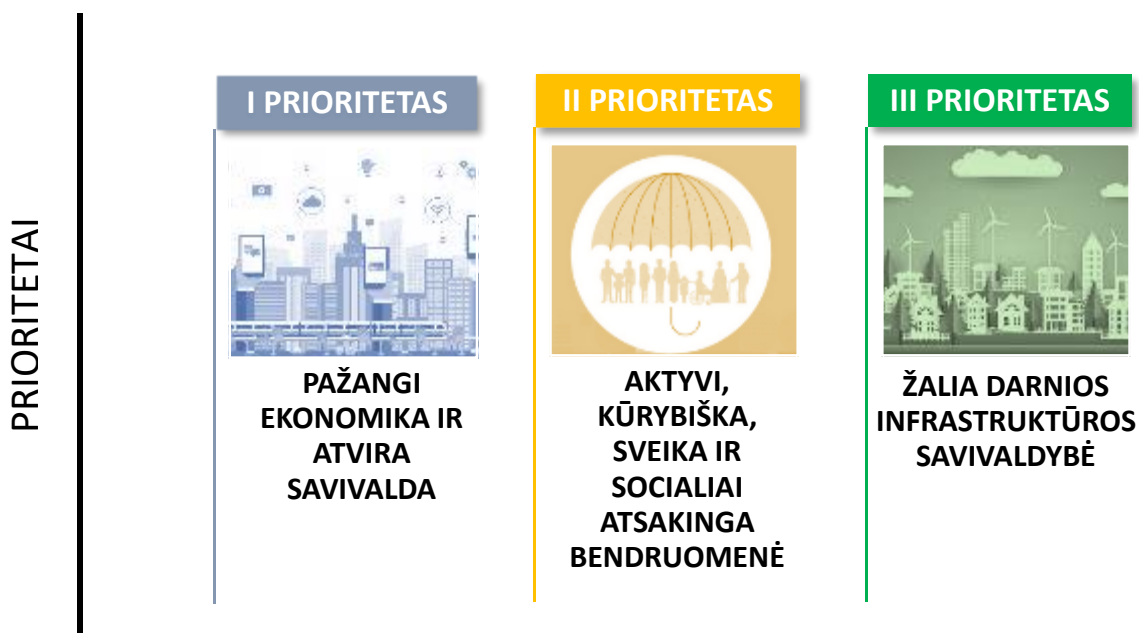 PRIORITETAI
I PRIORITETAS
PAŽANGI
EKONOMIKA IR
ATVIRA
SAVIVALDA
II PRIORITETAS
AKTYVI,
KŪRYBIŠKA,
SVEIKA IR
SOCIALIAI
ATSAKINGA
BENDRUOMENĖ
III PRIORITETAS
ŽALIA DARNIOS
INFRASTRUKTŪROS
SAVIVALDYBĖ